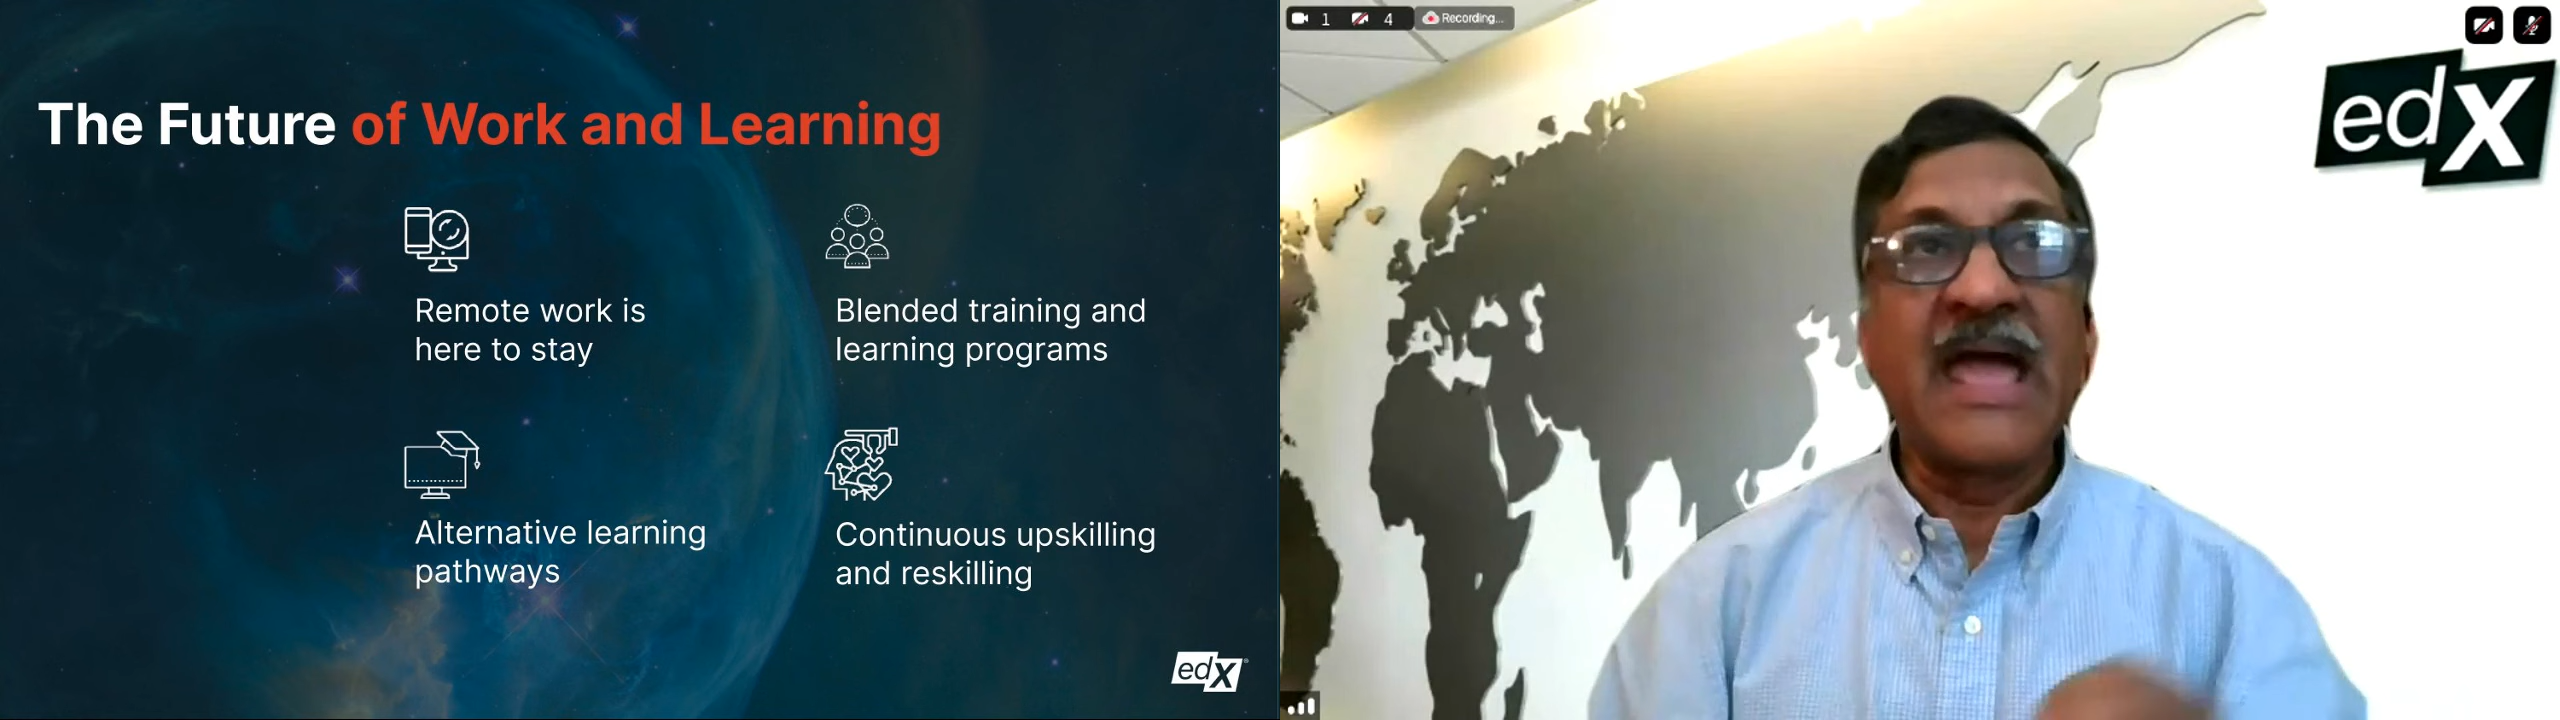 The Future of Work and Learning
Remote work is
here to stay
Blended training and
learning programs
Alternative learning
pathways
Continuous upskilling
and reskilling
edX®
1 4 Recording...
edX